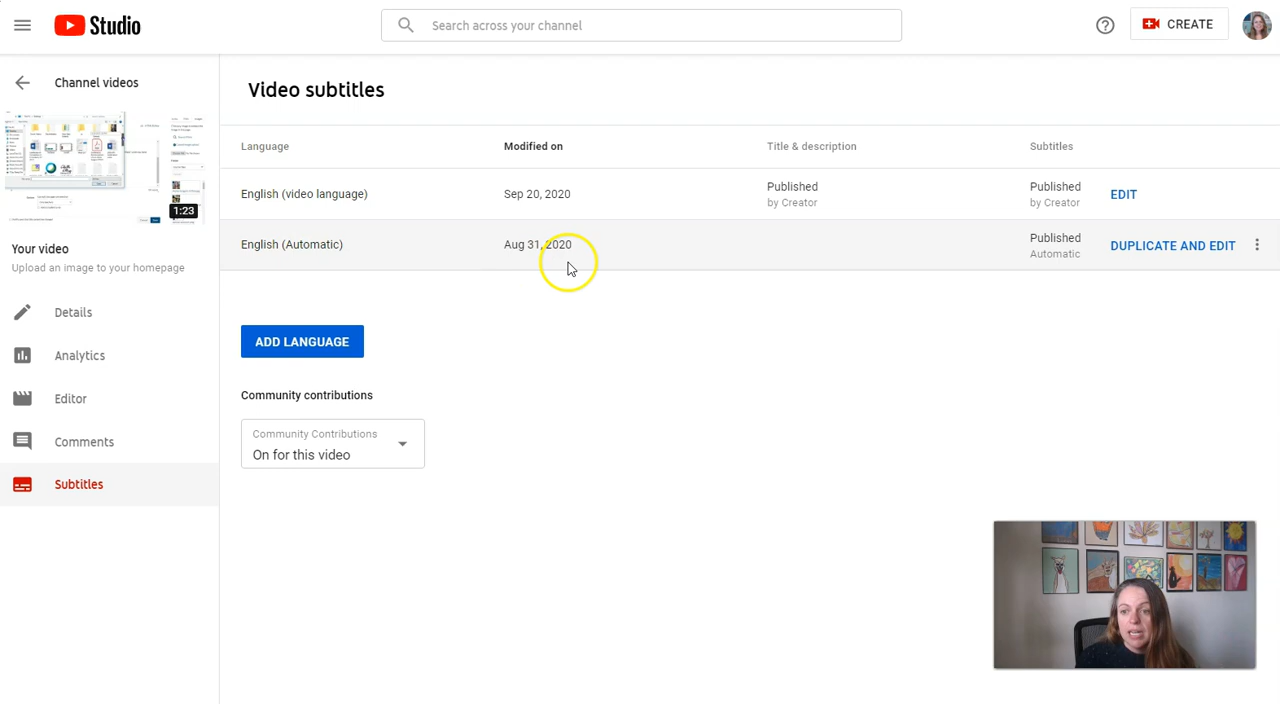 Studio
Search across your channel
CREATE
Channel videos
1:23
Your video
Upload an image to your homepage
Details
Analytics
Editor
Comments
Subtitles
Video subtitles
Language
Modified on
Title & description
Subtitles
English (video language)
Sep 20, 2020
Published
by Creator
Published
by Creator
EDIT
English (Automatic)
Aug 31, 2020
Published
Automatic
DUPLICATE AND EDIT
ADD LANGUAGE
Community contributions
Community Contributions
On for this video